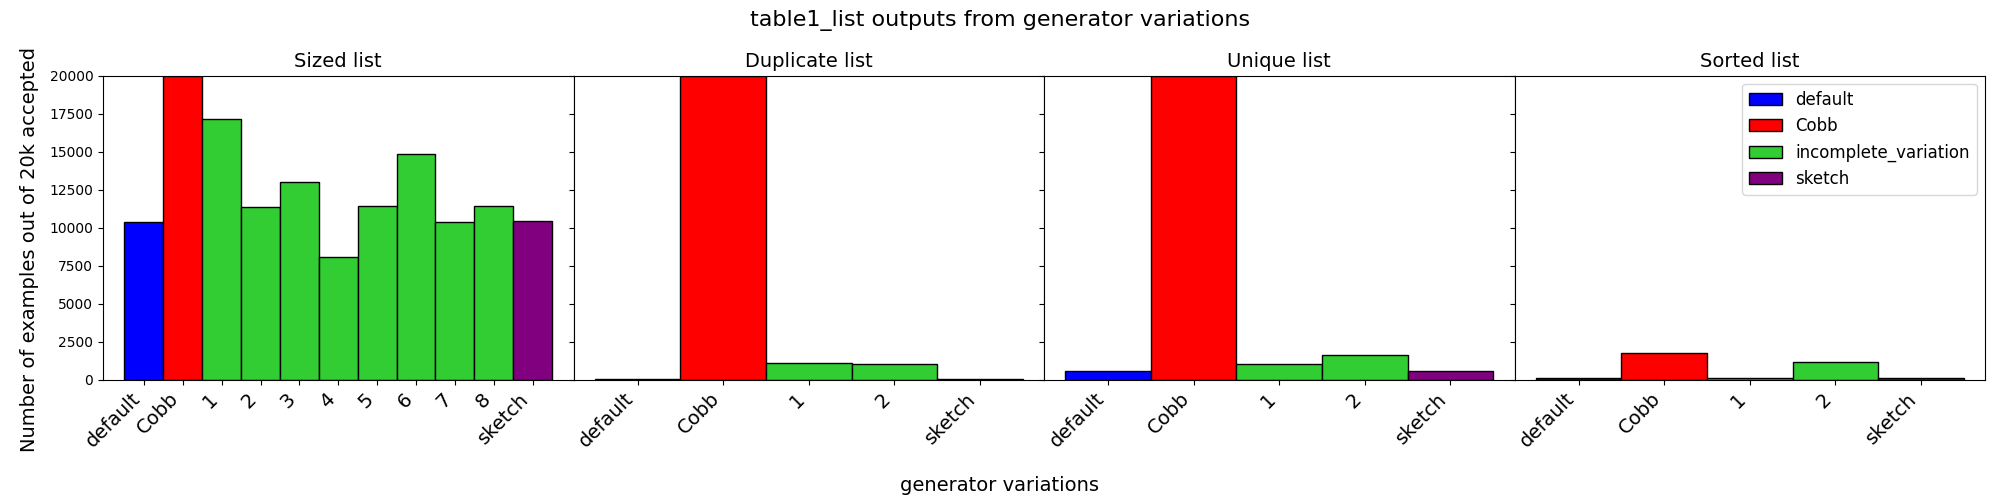 table1_list outputs from generator variations
Sized list
Duplicate list
Unique list
Sorted list
Number of examples out of 20k accepted
20000
17500
15000
12500
10000
7500
5000
2500
0
default
Cobb
incomplete_variation
sketch
default Cobb 1 2 3 4 5 6 7 8 sketch
default Cobb 1 2 sketch
default Cobb 1 2 sketch
default Cobb 1 2 sketch
generator variations